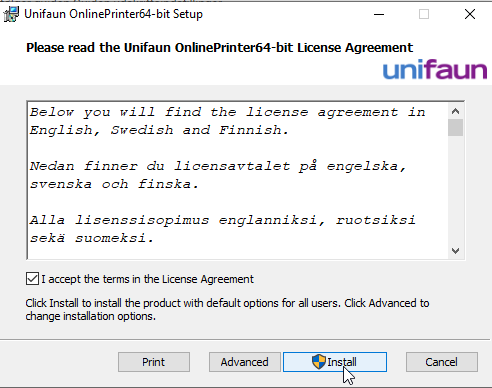 Unifaun OnlinePrinter64-bit Setup
Please read the Unifaun OnlinePrinter64-bit License Agreement
unifaun
Below you will find the license agreement in
English, Swedish and Finnish.
Nedan finner du licensavtalet på engelska,
svenska och finska.
Alla lisenssisopimus englanniksi, ruotsiksi
sekä suomeksi.
I accept the terms in the License Agreement
Click Install to install the product with default options for all users. Click Advanced to
change installation options.
Print Advanced Install Cancel